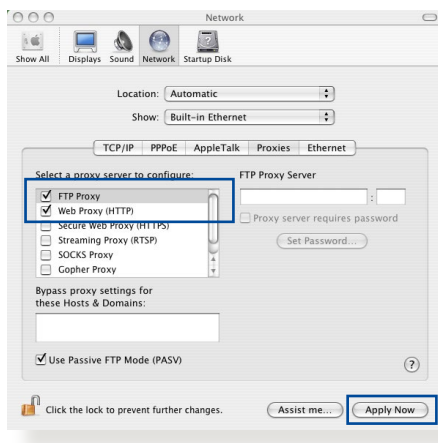 Network
Show All Displays Sound Network Startup Disk
Location: Automatic
Show: Built-in Ethernet
TCP/IP PPPoE AppleTalk Proxies Ethernet
Select a proxy server to configure: FTP Proxy Server
FTP Proxy
:
Web Proxy (HTTP)
Proxy server requires password
Secure Web Proxy (HTTPS)
Streaming Proxy (RTSP) Set Password...
SOCKS Proxy
Gopher Proxy
Bypass proxy settings for
these Hosts & Domains:
Use Passive FTP Mode (PASV) ?
Click the lock to prevent further changes. Assist me... Apply Now